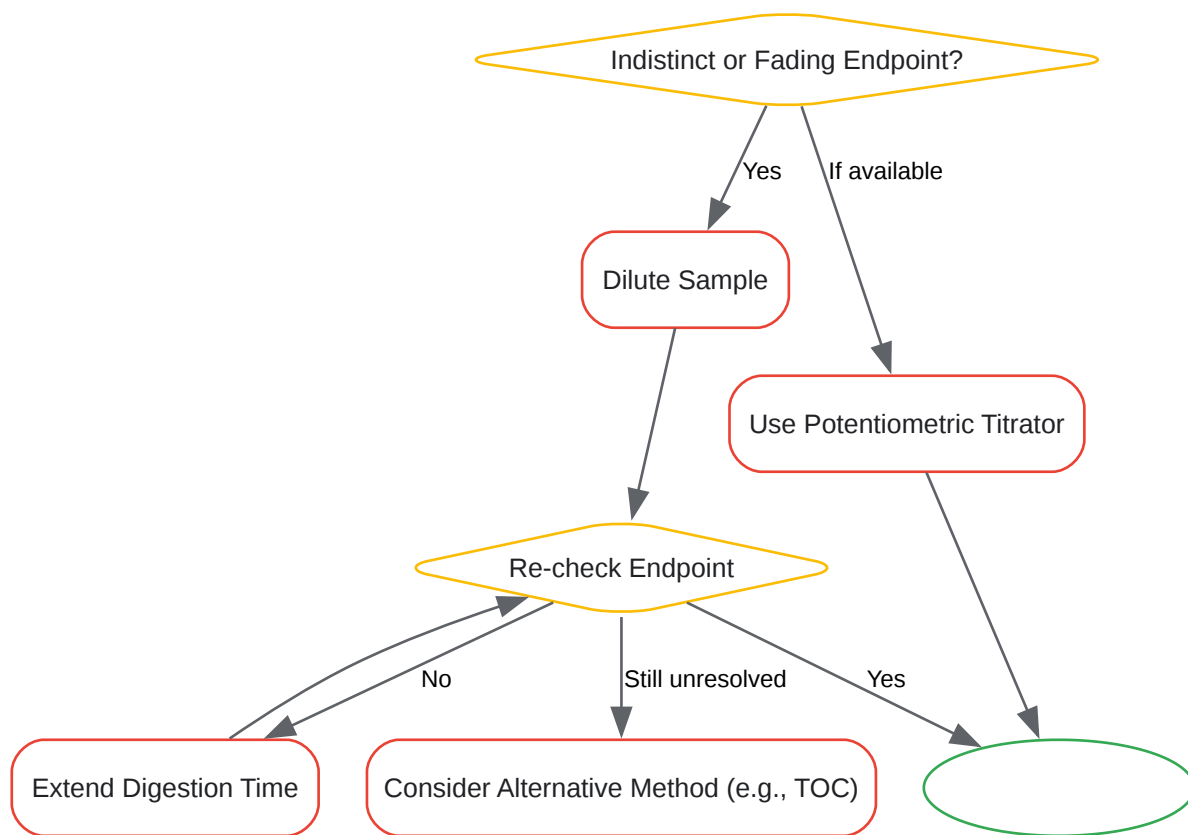 Indistinct or Fading Endpoint?
Yes
If available
Dilute Sample
Use Potentiometric Titrator
Re-check Endpoint
No
Still unresolved
Yes
Extend Digestion Time
Consider Alternative Method (e.g., TOC)